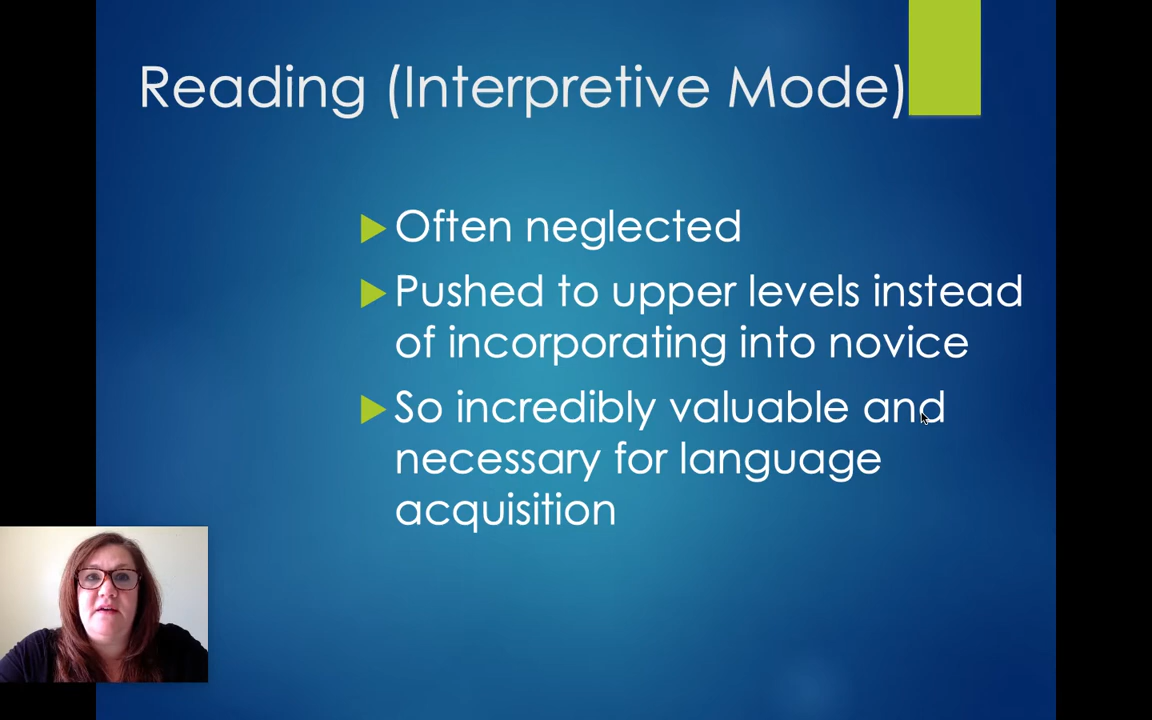 Reading (Interpretive Mode)
Often neglected
Pushed to upper levels instead
of incorporating into novice
So incredibly valuable and
necessary for language
acquisition